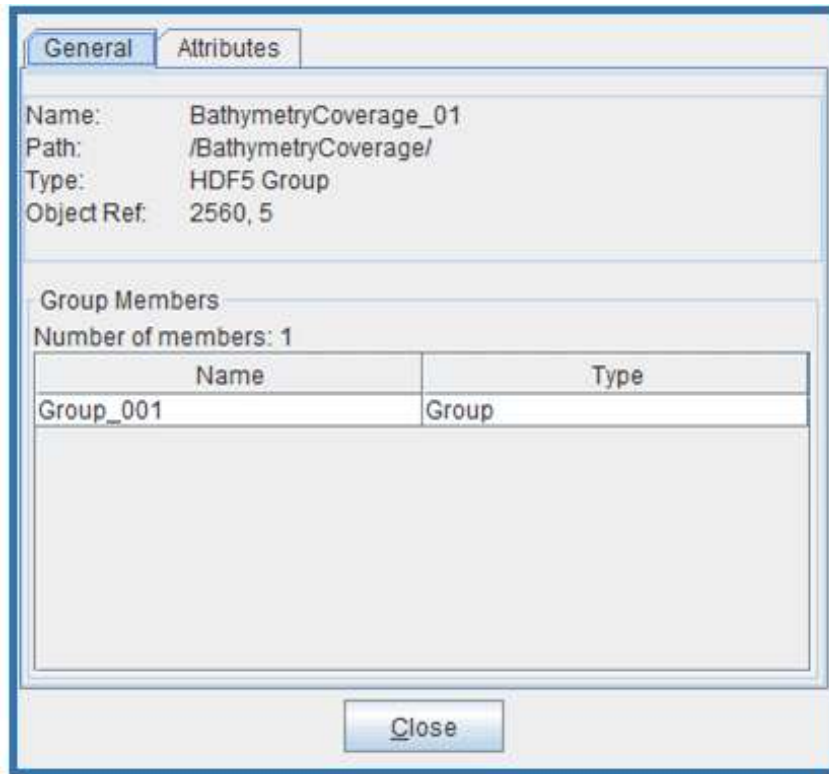 General Attributes
Name: BathymetryCoverage_01
Path: /BathymetryCoverage/
Type: HDF5 Group
Object Ref: 2560, 5
Group Members
Number of members: 1
Name Type
Group_001 Group
Close